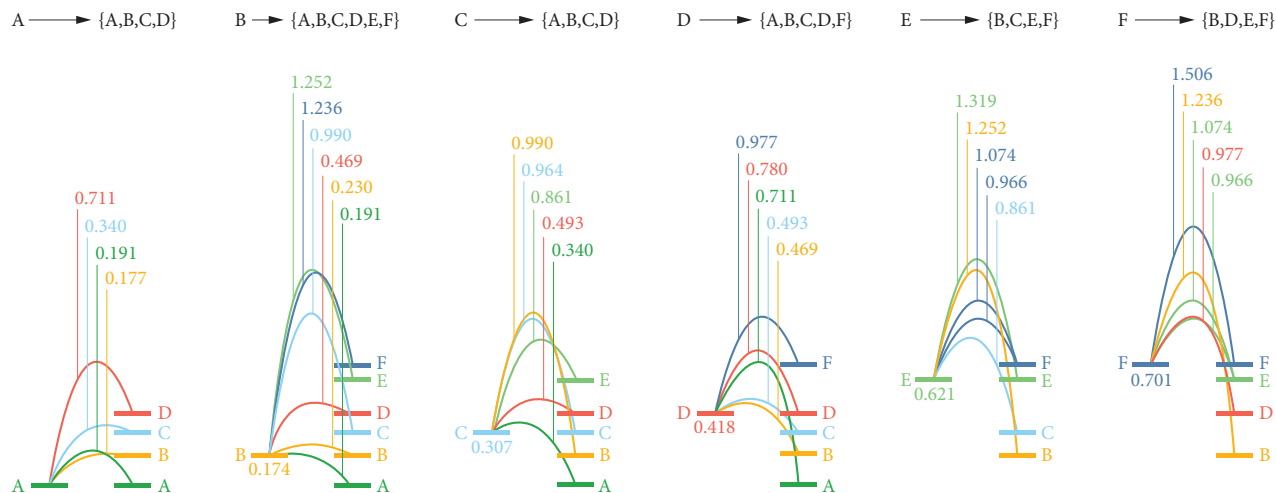 A → {A,B,C,D}
0.711
0.340
0.191
0.177
D
C
B
A
A
B → {A,B,C,D,E,F}
1.252
1.236
0.990
0.469
0.230
0.191
F
E
D
C
B
B
0.174
A
C → {A,B,C,D}
0.990
0.964
0.861
0.493
0.340
E
D
C
C
0.307
B
A
D → {A,B,C,D,F}
0.977
0.780
0.711
0.493
0.469
F
D
D
0.418
C
B
A
E → {B,C,E,F}
1.319
1.252
1.074
0.966
0.861
F
E
E
0.621
C
B
F → {B,D,E,F}
1.506
1.236
1.074
0.977
0.966
F
F
0.701
E
D
B